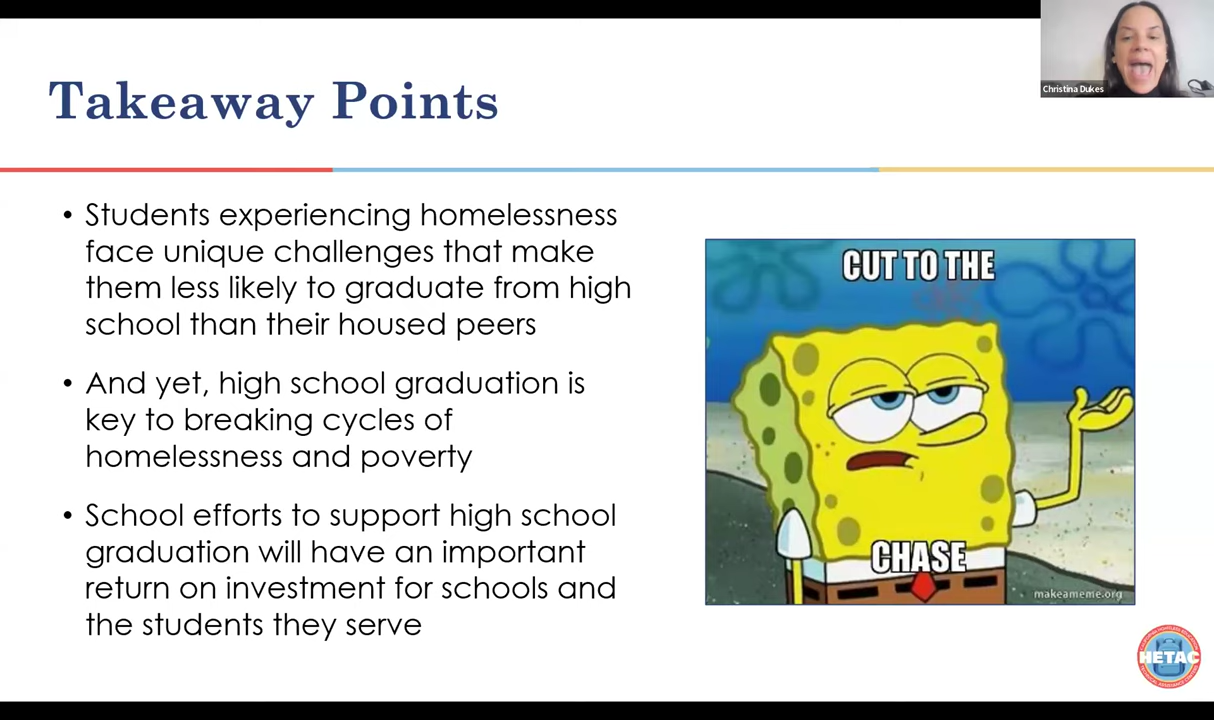 Takeaway Points
Christina Dukes
• Students experiencing homelessness
face unique challenges that make
them less likely to graduate from high
school than their housed peers
• And yet, high school graduation is
key to breaking cycles of
homelessness and poverty
• School efforts to support high school
graduation will have an important
return on investment for schools and
the students they serve
CUT TO THE
CHASE
makeameme.org
HETAC